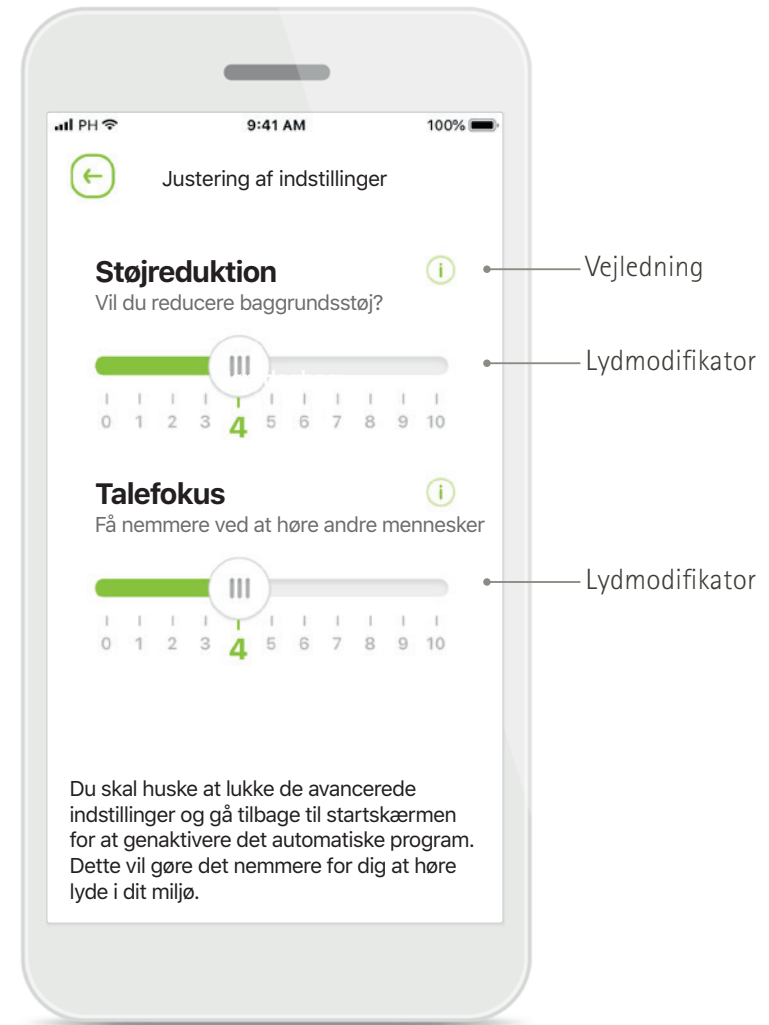 PH 9:41 AM 100%
Justering af indstillinger
Støjreduktion
Vejledning
Vil du reducere baggrundsstøj?
Lydmodifikator
0 1 2 3 4 5 6 7 8 9 10
Talefokus
Få nemmere ved at høre andre mennesker
Lydmodifikator
0 1 2 3 4 5 6 7 8 9 10
Du skal huske at lukke de avancerede
indstillinger og gå tilbage til startskærmen
for at genaktivere det automatiske program.
Dette vil gøre det nemmere for dig at høre
lyde i dit miljø.